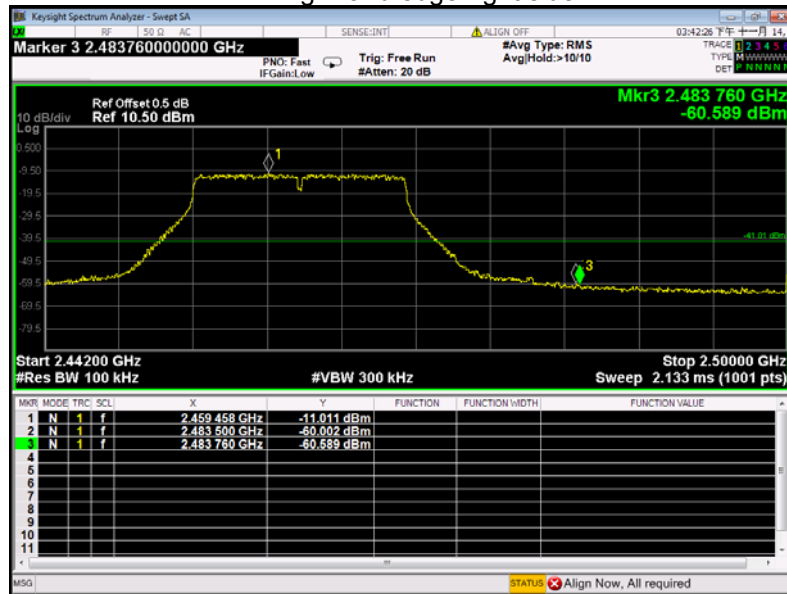 Keysight Spectrum Analyzer - Swept SA
RF 50 Ω AC SENSE:INT ALIGN OFF 03:42:26 下午 十一月 14,
Marker 3 2.483760000000 GHz
PNO: Fast
IFGain:Low
Trig: Free Run
#Atten: 20 dB
#Avg Type: RMS
Avg|Hold:>10/10
TRACE 1 2 3 4 5
TYPE M
DET P N N N N
Mkr3 2.483 760 GHz
-60.589 dBm
Ref Offset 0.5 dB
10 dB/div Ref 10.50 dBm
Log
0.500
-9.50
-19.5
-29.5
-39.5
-49.5
-59.5
-69.5
-79.5
1
-41.01 dBm
3
Start 2.44200 GHz Stop 2.50000 GHz
#Res BW 100 kHz #VBW 300 kHz Sweep 2.133 ms (1001 pts)
MKR MODE TRC SCL X Y FUNCTION FUNCTION WIDTH FUNCTION VALUE
1 N 1 f 2.459 458 GHz -11.011 dBm
2 N 1 f 2.483 500 GHz -60.002 dBm
3 N 1 f 2.483 760 GHz -60.589 dBm
4
5
6
7
8
9
10
11
MSG STATUS Align Now, All required